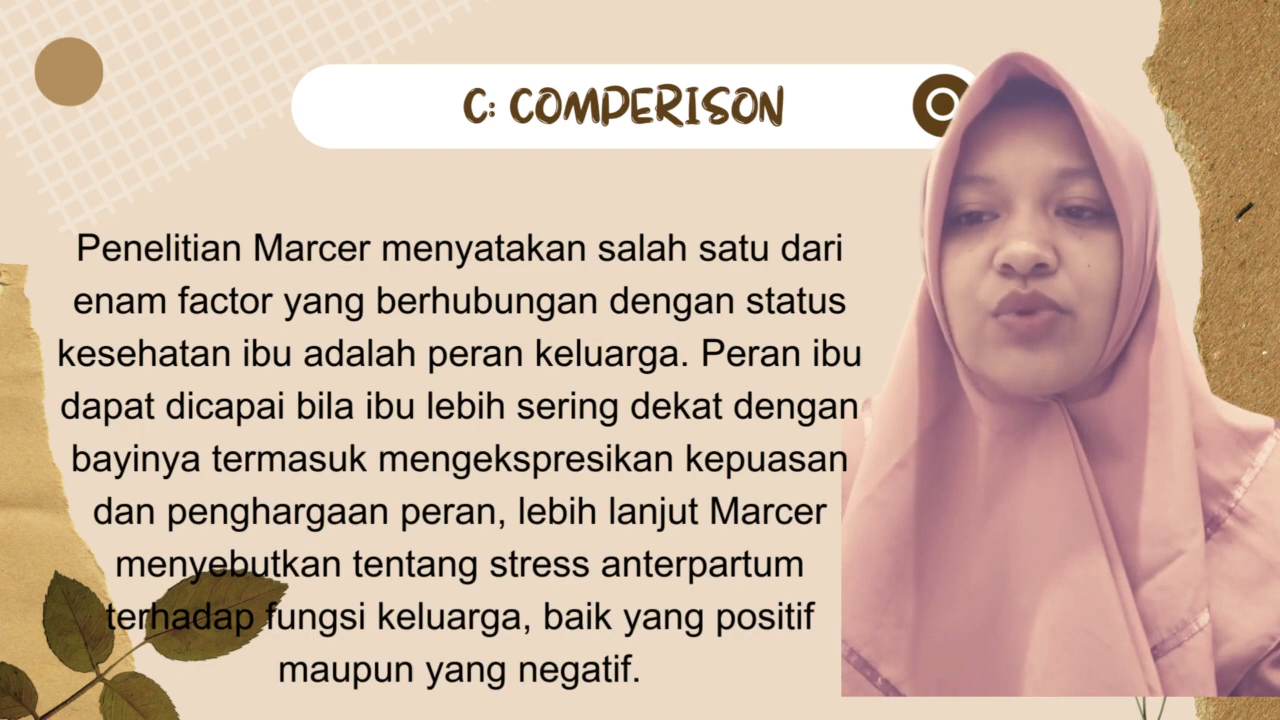 C: COMPERISON
Penelitian Marcer menyatakan salah satu dari
enam factor yang berhubungan dengan status
kesehatan ibu adalah peran keluarga. Peran ibu
dapat dicapai bila ibu lebih sering dekat dengan
bayinya termasuk mengekspresikan kepuasan
dan penghargaan peran, lebih lanjut Marcer
menyebutkan tentang stress anterpartum
terhadap fungsi keluarga, baik yang positif
maupun yang negatif.